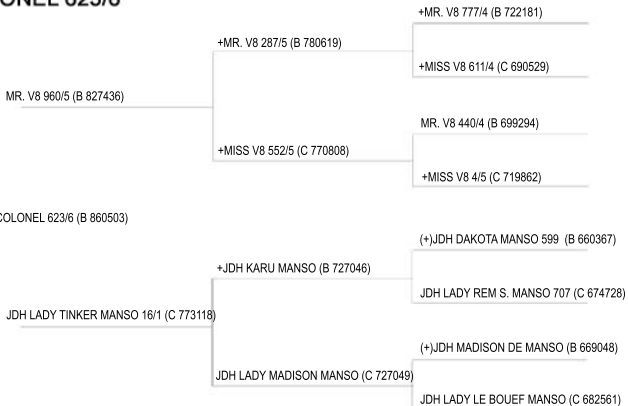 +MR. V8 777/4 (B 722181)
+MR. V8 287/5 (B 780619)
+MISS V8 611/4 (C 690529)
MR. V8 960/5 (B 827436)
MR. V8 440/4 (B 699294)
+MISS V8 552/5 (C 770808)
+MISS V8 4/5 (C 719862)
COLONEL 623/6 (B 860503)
(+)JDH DAKOTA MANSO 599 (B 660367)
+JDH KARU MANSO (B 727046)
JDH LADY REM S. MANSO 707 (C 674728)
JDH LADY TINKER MANSO 16/1 (C 773118)
(+)JDH MADISON DE MANSO (B 669048)
JDH LADY MADISON MANSO (C 727049)
JDH LADY LE BOUEF MANSO (C 682561)